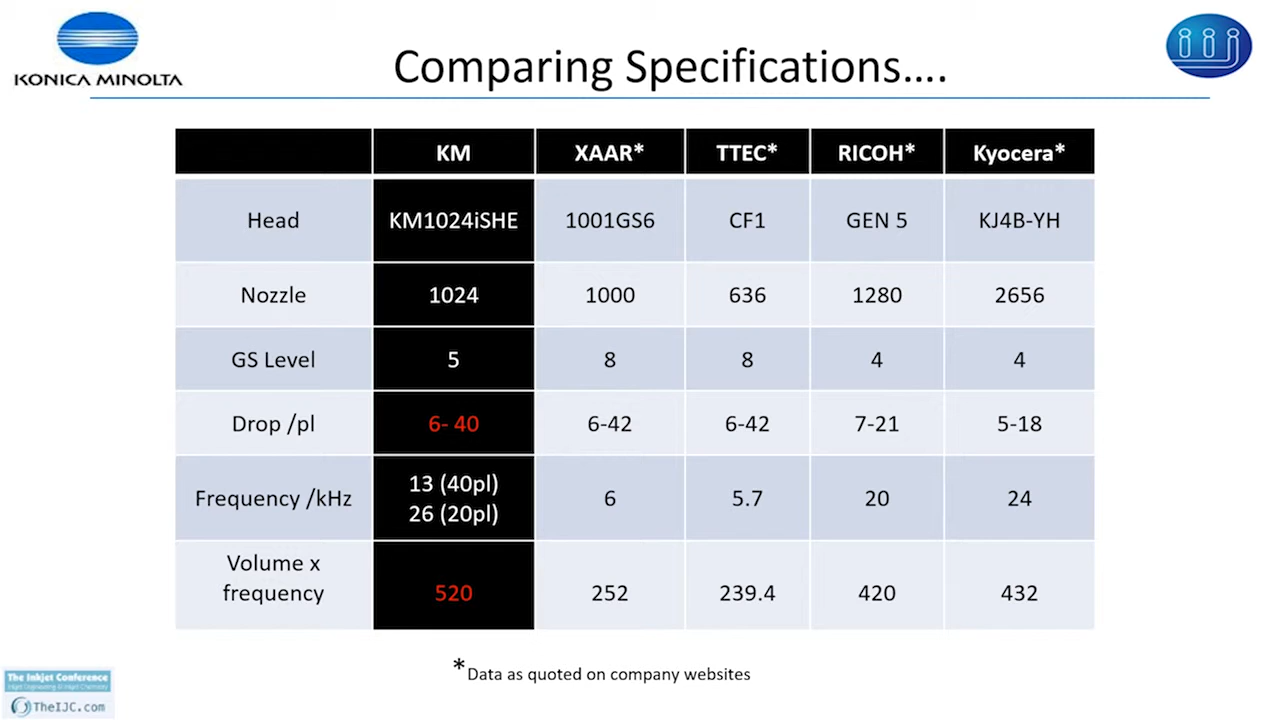 KONICA MINOLTA
iij
Comparing Specifications....
KM XAAR* TTEC* RICOH* Kyocera*
Head KM1024iSHE 1001GS6 CF1 GEN 5 KJ4B-YH
Nozzle 1024 1000 636 1280 2656
GS Level 5 8 8 4 4
Drop /pl 6- 40 6-42 6-42 7-21 5-18
Frequency /kHz 13 (40pl) 6 5.7 20 24
26 (20pl)
Volume x
frequency 520 252 239.4 420 432
*Data as quoted on company websites
The Inkjet Conference
TheIJC.com